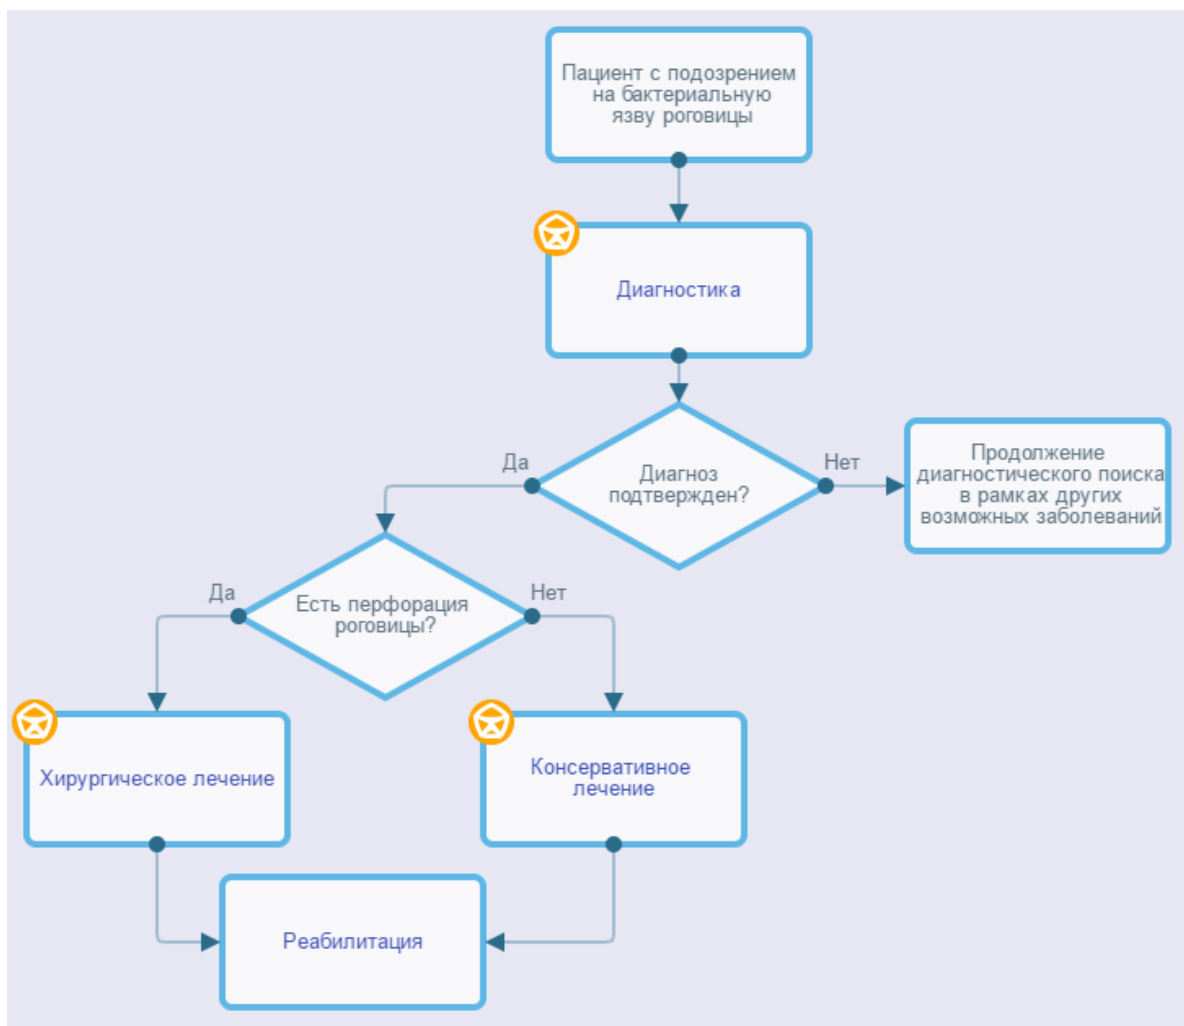 Пациент с подозрением
на бактериальную
язву роговицы
Диагностика
Да
Диагноз
подтвержден?
Нет
Продолжение
диагностического поиска
в рамках других
возможных заболеваний
Да
Есть перфорация
роговицы?
Нет
Хирургическое лечение
Консервативное
лечение
Реабилитация